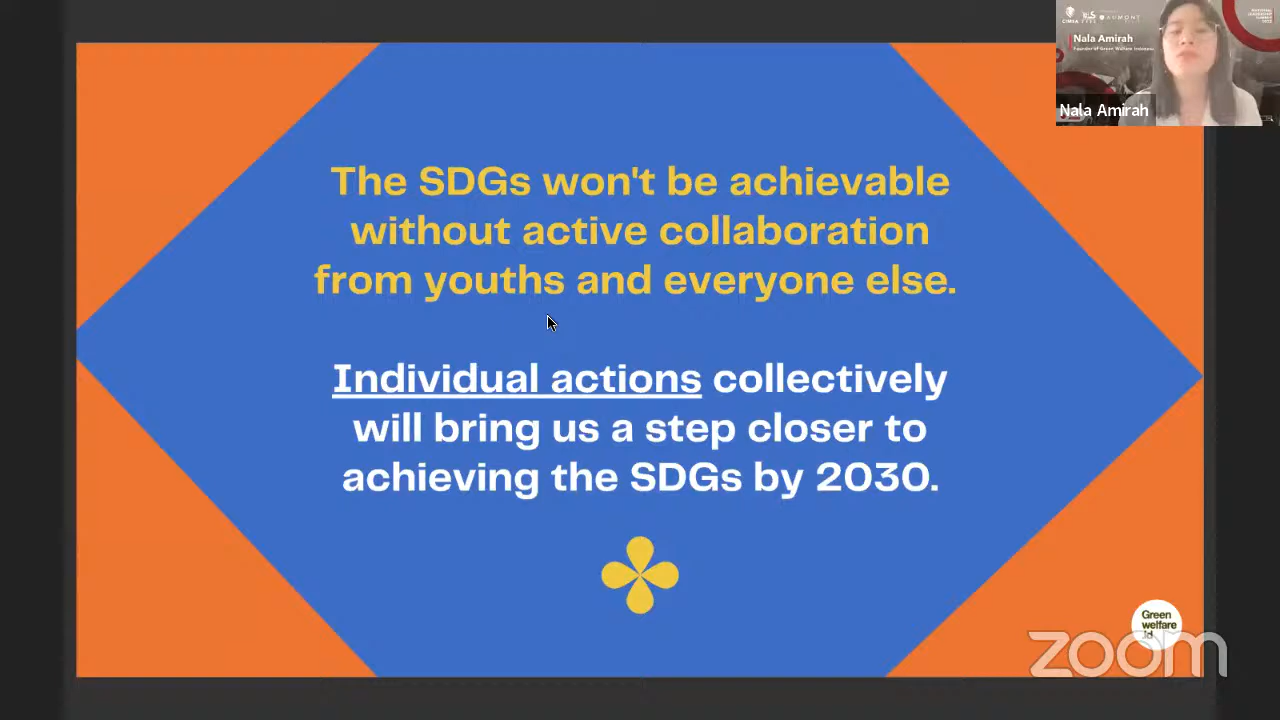 CIMSA
Nala Amirah
Founder of Green Welfare Indonesia
Nala Amirah
The SDGs won't be achievable
without active collaboration
from youths and everyone else.
Individual actions collectively
will bring us a step closer to
achieving the SDGs by 2030.
Green
welfare
.id
zoom